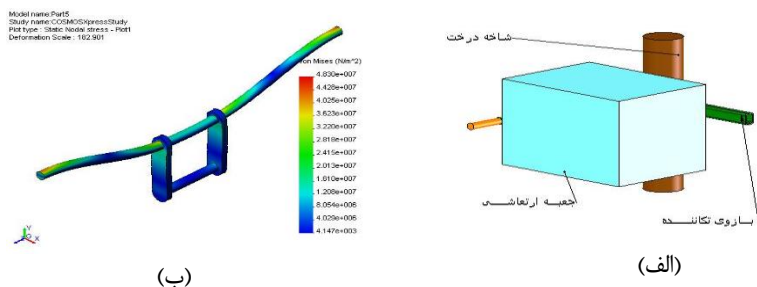 Model name:Part5
Study name:COSMOSXpressStudy
Plot type : Static Nodal stress - Plot1
Deformation Scale : 182.901
von Mises (N/m^2)
4.830e+007
4.428e+007
4.025e+007
3.623e+007
3.220e+007
2.818e+007
2.415e+007
2.013e+007
1.610e+007
1.208e+007
8.054e+006
4.029e+006
4.147e+003
Y
Z X
(ب)
شاخه درخت
جعبه ارتعاشی
بازوی تکاننده
(الف)